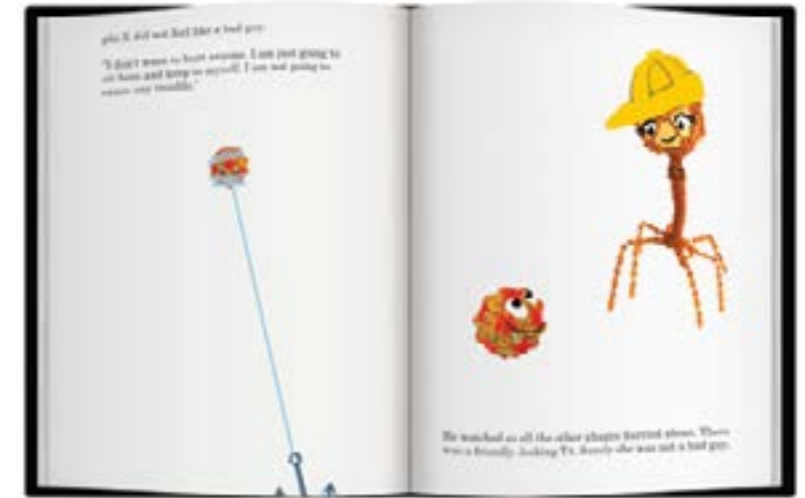 phi X did not feel like a bad guy.
"I don't want to hurt anyone. I am just going to
sit here and keep to myself. I am not going to
cause any trouble."
He watched as all the other phages hurried about. There
was a friendly looking T4. Surely she was not a bad guy.